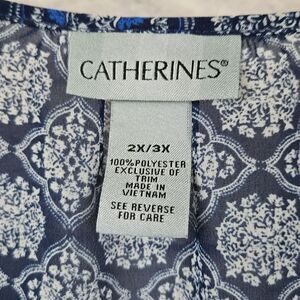 CATHERINES®
2X/3X
100%POLYESTER
EXCLUSIVE OF
TRIM
MADE IN
VIETNAM
SEE REVERSE
FOR CARE